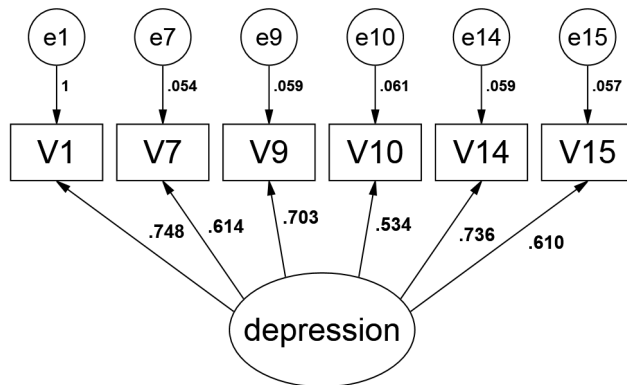 e1 e7 e9 e10 e14 e15
1 .054 .059 .061 .059 .057
V1 V7 V9 V10 V14 V15
.748 .614 .703 .534 .736 .610
depression